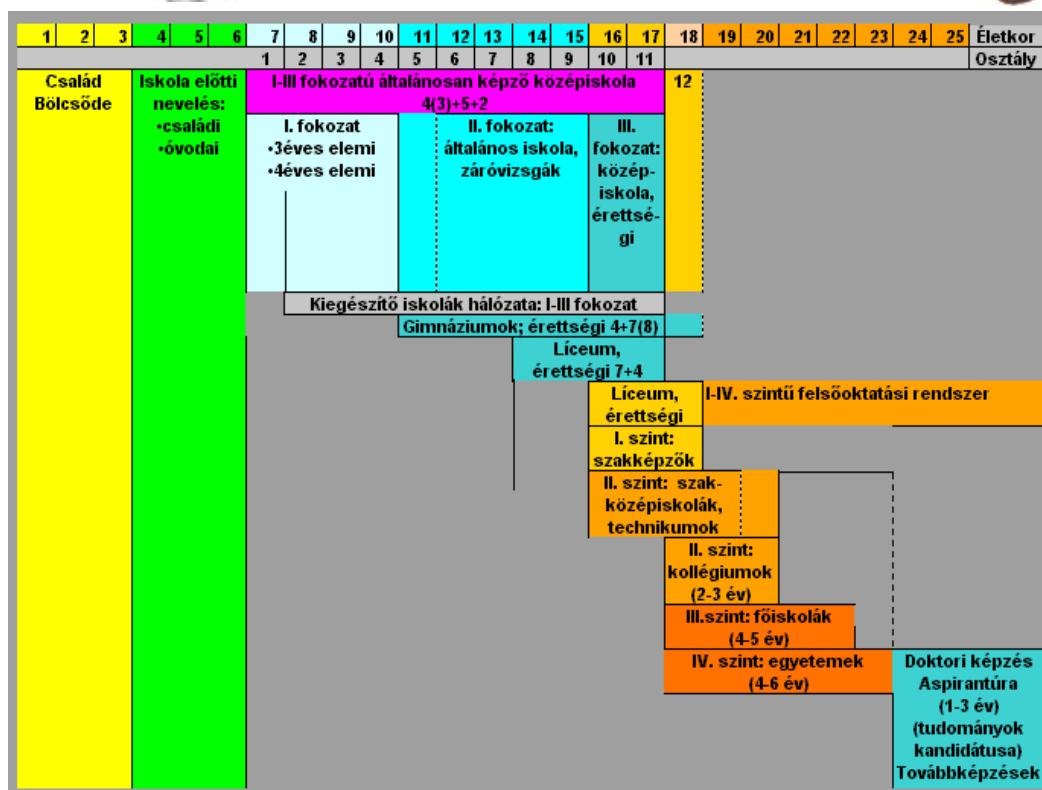 1 2 3 4 5 6 7 8 9 10 11 12 13 14 15 16 17 18 19 20 21 22 23 24 25 Életkor
1 2 3 4 5 6 7 8 9 10 11 Osztály
Család
Bölcsőde
Iskola előtti
nevelés:
•családi
•óvodai
I-III fokozatú általánosan képző középiskola
4(3)+5+2
12
I. fokozat
•3éves elemi
•4éves elemi
II. fokozat:
általános iskola,
záróvizsgák
III.
fokozat:
közép-
iskola,
érettsé-
gi
Kiegészítő iskolák hálózata: I-III fokozat
Gimnáziumok; érettségi 4+7(8)
Líceum,
érettségi 7+4
Líceum,
érettségi
I-IV. szintű felsőoktatási rendszer
I. szint:
szakképzők
II. szint: szak-
középiskolák,
technikumok
II. szint:
kollégiumok
(2-3 év)
III.szint: főiskolák
(4-5 év)
IV. szint: egyetemek
(4-6 év)
Doktori képzés
Aspirantúra
(1-3 év)
(tudományok
kandidátusa)
Továbbképzések